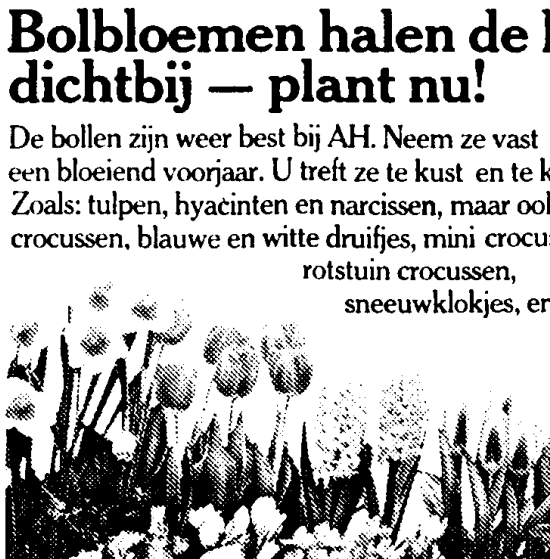 Bolbloemen halen de
dichtbij — plant nu!
De bollen zijn weer best bij AH. Neem ze vast
een bloeiend voorjaar. U treft ze te kust en te
Zoals: tulpen, hyacinten en narcissen, maar ook
crocussen, blauwe en witte druifjes, mini
rotstuin crocussen,
sneeuwklokjes, en